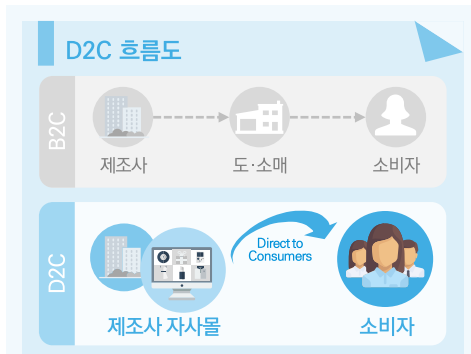 D2C 흐름도
B2C
제조사
도·소매
소비자
D2C
Direct to
Consumers
제조사 자사몰
소비자